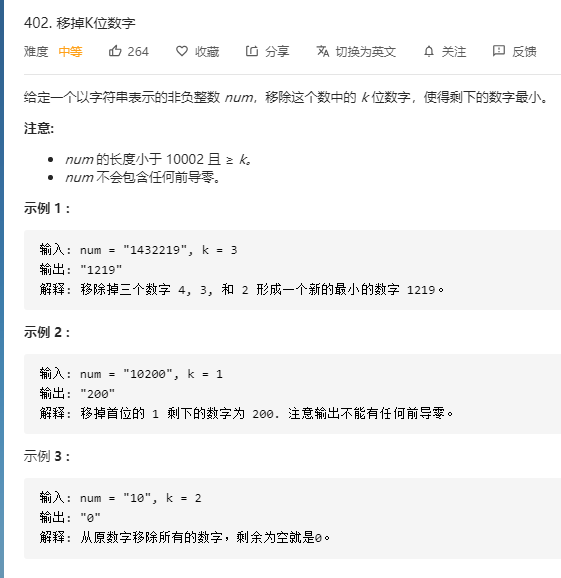 402. 移掉K位数字
难度 中等 264 收藏 分享 切换为英文 关注 反馈
给定一个以字符串表示的非负整数 num，移除这个数中的 k 位数字，使得剩下的数字最小。
注意:
• num 的长度小于 10002 且 ≥ k。
• num 不会包含任何前导零。
示例 1 :
输入: num = "1432219", k = 3
输出: "1219"
解释: 移除掉三个数字 4, 3, 和 2 形成一个新的最小的数字 1219。
示例 2 :
输入: num = "10200", k = 1
输出: "200"
解释: 移掉首位的 1 剩下的数字为 200. 注意输出不能有任何前导零。
示例 3 :
输入: num = "10", k = 2
输出: "0"
解释: 从原数字移除所有的数字，剩余为空就是0。